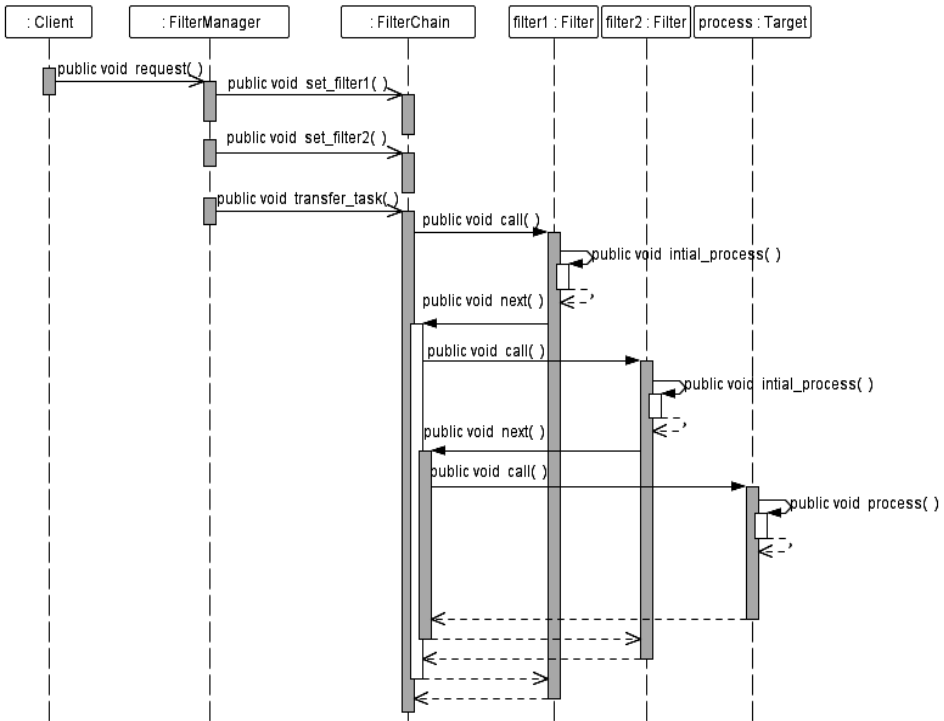 : Client
: FilterManager
: FilterChain
filter1 : Filter
filter2 : Filter
process : Target
public void request( )
public void set_filter1( )
public void set_filter2( )
public void transfer_task( )
public void call( )
public void intial_process( )
public void next( )
public void call( )
public void intial_process( )
public void next( )
public void call( )
public void process( )